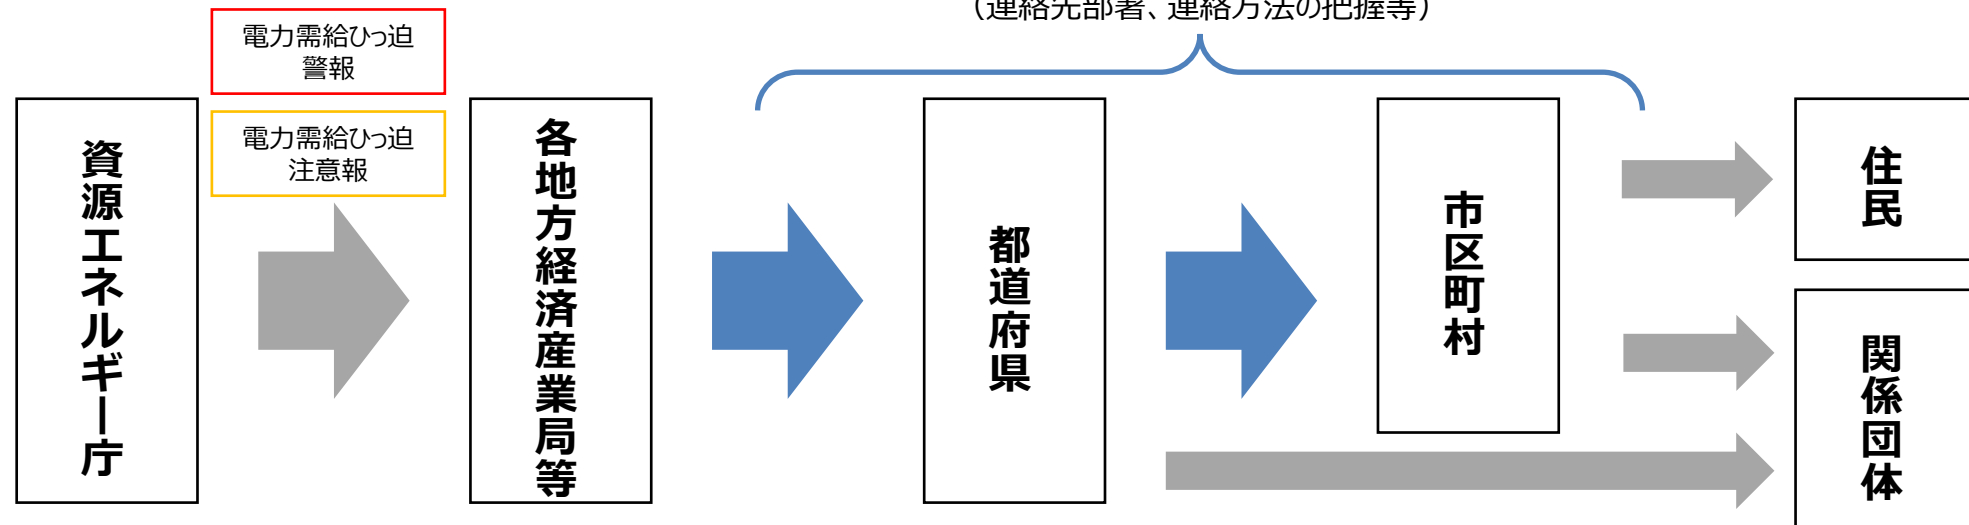 （連絡先部署、連絡方法の把握等）
電力需給ひっ迫
警報
電力需給ひっ迫
注意報
資源エネルギー庁
各地方経済産業局等
都道府県
市区町村
住民
関係団体